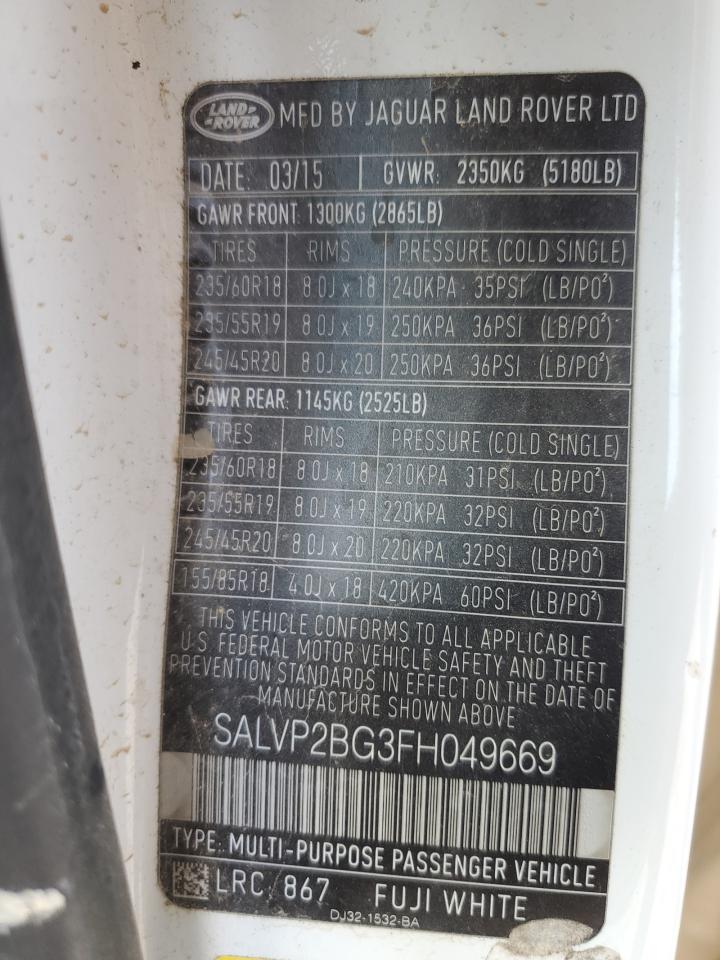 LAND ROVER MFD BY JAGUAR LAND ROVER LTD
DATE: 03/15 GVWR: 2350KG (5180LB)
GAWR FRONT: 1300KG (2865LB)
TIRES RIMS PRESSURE (COLD SINGLE)
235/60R18 8.0J x 18 240KPA 35PSI (LB/PO²)
235/55R19 8.0J x 19 250KPA 36PSI (LB/PO²)
245/45R20 8.0J x 20 250KPA 36PSI (LB/PO²)
GAWR REAR: 1145KG (2525LB)
TIRES RIMS PRESSURE (COLD SINGLE)
235/60R18 8.0J x 18 210KPA 31PSI (LB/PO²)
235/55R19 8.0J x 19 220KPA 32PSI (LB/PO²)
245/45R20 8.0J x 20 220KPA 32PSI (LB/PO²)
155/85R18 4.0J x 18 420KPA 60PSI (LB/PO²)
THIS VEHICLE CONFORMS TO ALL APPLICABLE
U.S. FEDERAL MOTOR VEHICLE SAFETY AND THEFT
PREVENTION STANDARDS IN EFFECT ON THE DATE OF
MANUFACTURE SHOWN ABOVE
SALVP2BG3FH049669
TYPE: MULTI-PURPOSE PASSENGER VEHICLE
LRC 867 FUJI WHITE
DJ32-1532-BA